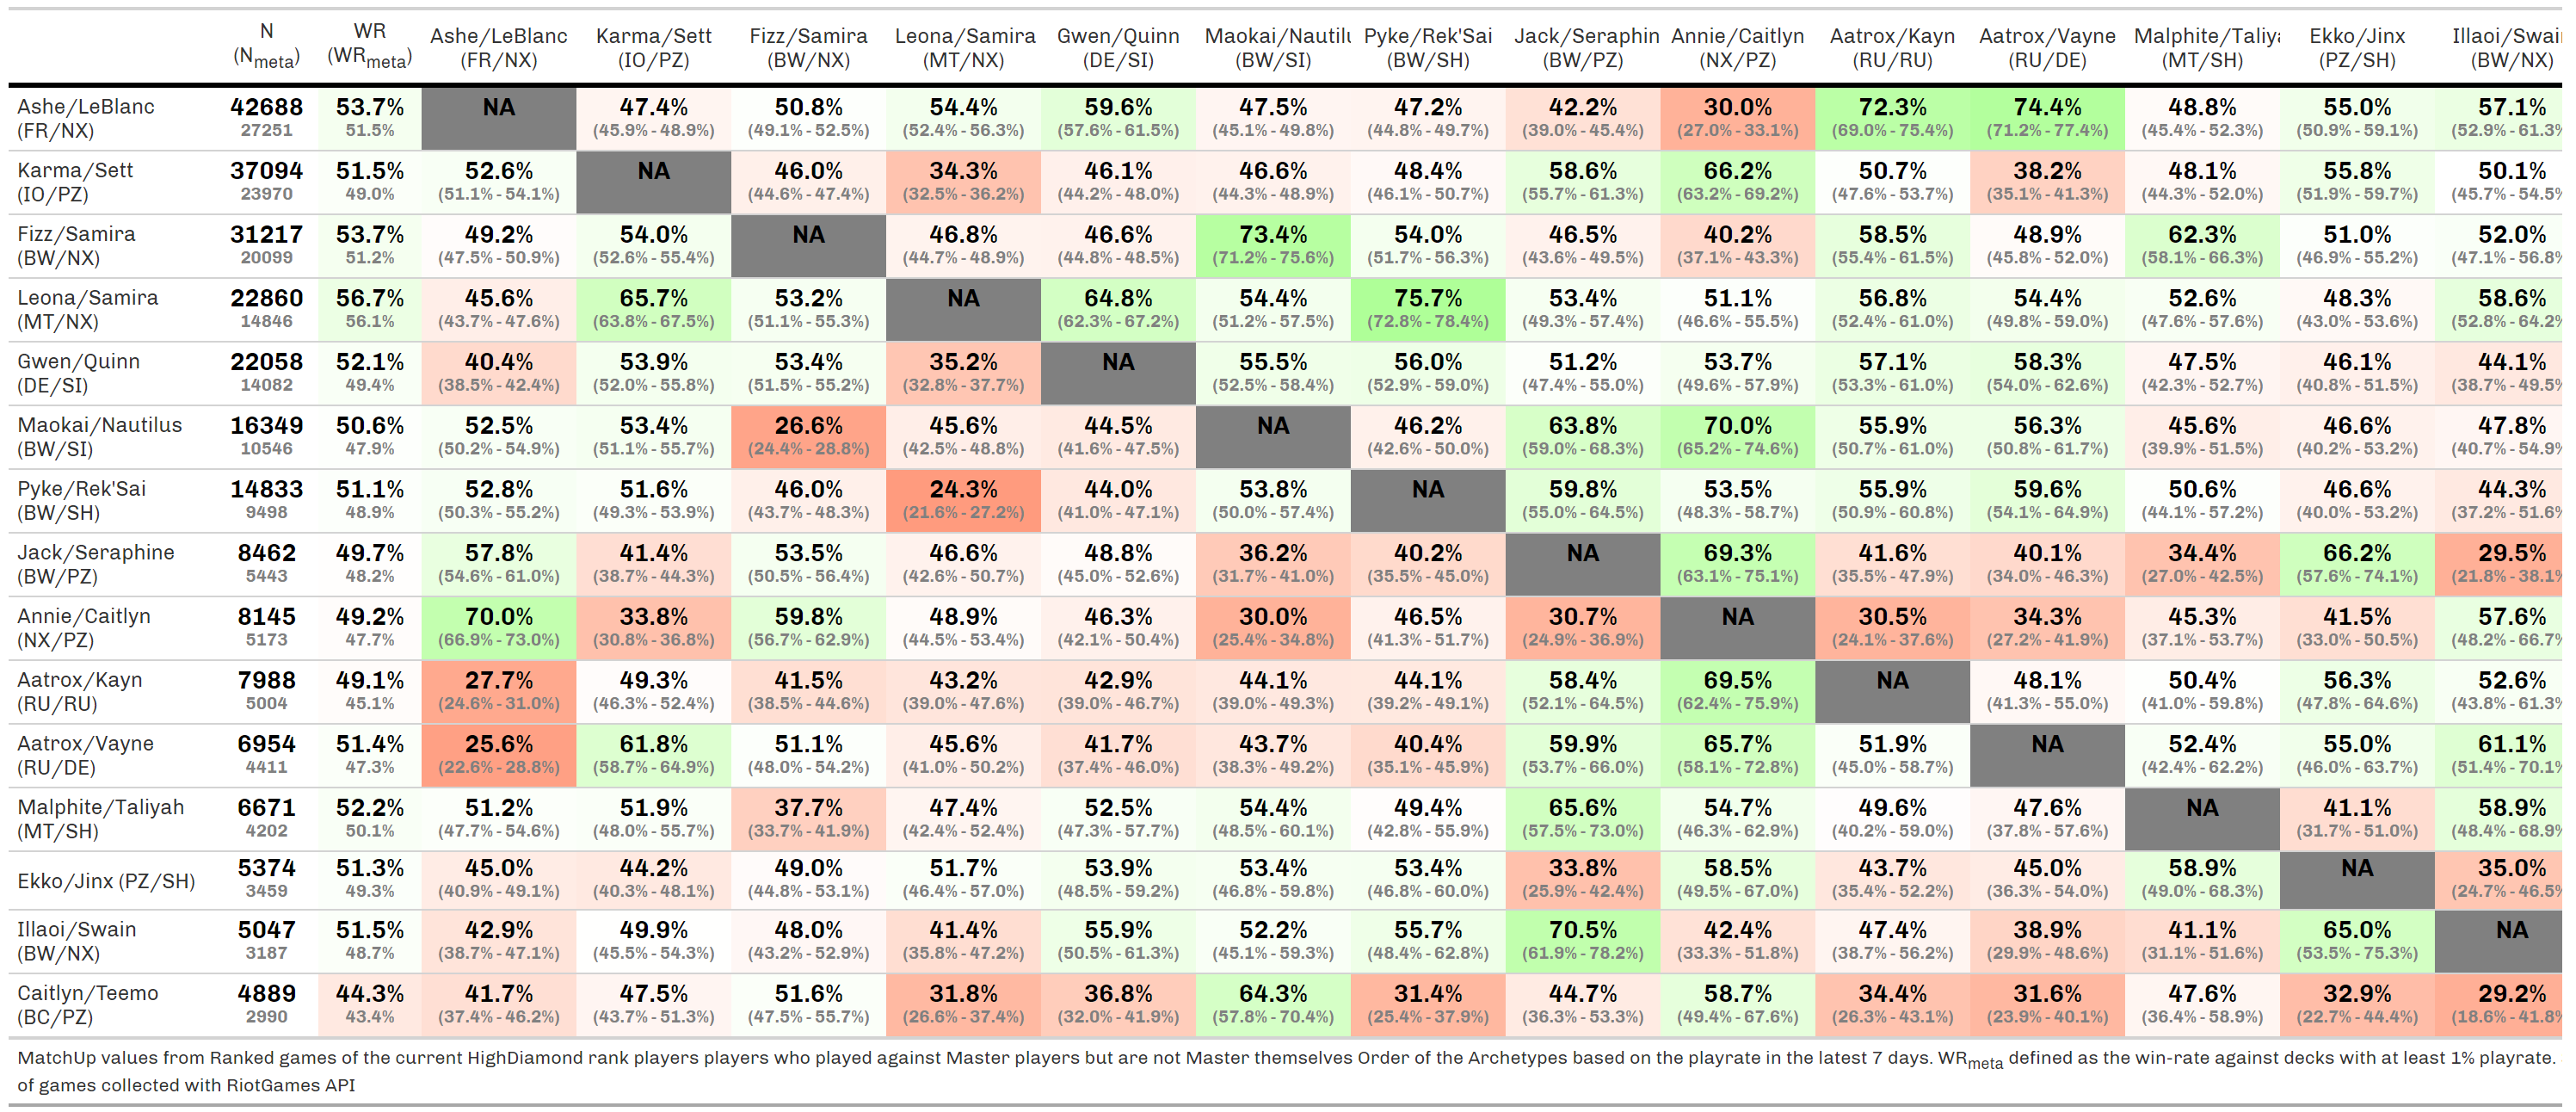 N WR Ashe/LeBlanc Karma/Sett Fizz/Samira Leona/Samira Gwen/Quinn Maokai/Nautilu Pyke/Rek'Sai Jack/Seraphin Annie/Caitlyn Aatrox/Kayn Aatrox/Vayne Malphite/Taliya Ekko/Jinx Illaoi/Swain
(Nmeta) (WRmeta) (FR/NX) (IO/PZ) (BW/NX) (MT/NX) (DE/SI) (BW/SI) (BW/SH) (BW/PZ) (NX/PZ) (RU/RU) (RU/DE) (MT/SH) (PZ/SH) (BW/NX)
Ashe/LeBlanc 42688 53.7% NA 47.4% 50.8% 54.4% 59.6% 47.5% 47.2% 42.2% 30.0% 72.3% 74.4% 48.8% 55.0% 57.1%
(FR/NX) 27251 51.5% (45.9% - 48.9%) (49.1% - 52.5%) (52.4% - 56.3%) (57.6% - 61.5%) (45.1% - 49.8%) (44.8% - 49.7%) (39.0% - 45.4%) (27.0% - 33.1%) (69.0% - 75.4%) (71.2% - 77.4%) (45.4% - 52.3%) (50.9% - 59.1%) (52.9% - 61.3%
Karma/Sett 37094 51.5% 52.6% NA 46.0% 34.3% 46.1% 46.6% 48.4% 58.6% 66.2% 50.7% 38.2% 48.1% 55.8% 50.1%
(IO/PZ) 23970 49.0% (51.1% - 54.1%) (44.6% - 47.4%) (32.5% - 36.2%) (44.2% - 48.0%) (44.3% - 48.9%) (46.1% - 50.7%) (55.7% - 61.3%) (63.2% - 69.2%) (47.6% - 53.7%) (35.1% - 41.3%) (44.3% - 52.0%) (51.9% - 59.7%) (45.7% - 54.5%
Fizz/Samira 31217 53.7% 49.2% 54.0% NA 46.8% 46.6% 73.4% 54.0% 46.5% 40.2% 58.5% 48.9% 62.3% 51.0% 52.0%
(BW/NX) 20099 51.2% (47.5% - 50.9%) (52.6% - 55.4%) (44.7% - 48.9%) (44.8% - 48.5%) (71.2% - 75.6%) (51.7% - 56.3%) (43.6% - 49.5%) (37.1% - 43.3%) (55.4% - 61.5%) (45.8% - 52.0%) (58.1% - 66.3%) (46.9% - 55.2%) (47.1% - 56.8%
Leona/Samira 22860 56.7% 45.6% 65.7% 53.2% NA 64.8% 54.4% 75.7% 53.4% 51.1% 56.8% 54.4% 52.6% 48.3% 58.6%
(MT/NX) 14846 56.1% (43.7% - 47.6%) (63.8% - 67.5%) (51.1% - 55.3%) (62.3% - 67.2%) (51.2% - 57.5%) (72.8% - 78.4%) (49.3% - 57.4%) (46.6% - 55.5%) (52.4% - 61.0%) (49.8% - 59.0%) (47.6% - 57.6%) (43.0% - 53.6%) (52.8% - 64.2%
Gwen/Quinn 22058 52.1% 40.4% 53.9% 53.4% 35.2% NA 55.5% 56.0% 51.2% 53.7% 57.1% 58.3% 47.5% 46.1% 44.1%
(DE/SI) 14082 49.4% (38.5% - 42.4%) (52.0% - 55.8%) (51.5% - 55.2%) (32.8% - 37.7%) (52.5% - 58.4%) (52.9% - 59.0%) (47.4% - 55.0%) (49.6% - 57.9%) (53.3% - 61.0%) (54.0% - 62.6%) (42.3% - 52.7%) (40.8% - 51.5%) (38.7% - 49.5%
Maokai/Nautilus 16349 50.6% 52.5% 53.4% 26.6% 45.6% 44.5% NA 46.2% 63.8% 70.0% 55.9% 56.3% 45.6% 46.6% 47.8%
(BW/SI) 10546 47.9% (50.2% - 54.9%) (51.1% - 55.7%) (24.4% - 28.8%) (42.5% - 48.8%) (41.6% - 47.5%) (42.6% - 50.0%) (59.0% - 68.3%) (65.2% - 74.6%) (50.7% - 61.0%) (50.8% - 61.7%) (39.9% - 51.5%) (40.2% - 53.2%) (40.7% - 54.9%
Pyke/Rek'Sai 14833 51.1% 52.8% 51.6% 46.0% 24.3% 44.0% 53.8% NA 59.8% 53.5% 55.9% 59.6% 50.6% 46.6% 44.3%
(BW/SH) 9498 48.9% (50.3% - 55.2%) (49.3% - 53.9%) (43.7% - 48.3%) (21.6% - 27.2%) (41.0% - 47.1%) (50.0% - 57.4%) (55.0% - 64.5%) (48.3% - 58.7%) (50.9% - 60.8%) (54.1% - 64.9%) (44.1% - 57.2%) (40.0% - 53.2%) (37.2% - 51.6%
Jack/Seraphine 8462 49.7% 57.8% 41.4% 53.5% 46.6% 48.8% 36.2% 40.2% NA 69.3% 41.6% 40.1% 34.4% 66.2% 29.5%
(BW/PZ) 5443 48.2% (54.6% - 61.0%) (38.7% - 44.3%) (50.5% - 56.4%) (42.6% - 50.7%) (45.0% - 52.6%) (31.7% - 41.0%) (35.5% - 45.0%) (63.1% - 75.1%) (35.5% - 47.9%) (34.0% - 46.3%) (27.0% - 42.5%) (57.6% - 74.1%) (21.8% - 38.1%
Annie/Caitlyn 8145 49.2% 70.0% 33.8% 59.8% 48.9% 46.3% 30.0% 46.5% 30.7% NA 30.5% 34.3% 45.3% 41.5% 57.6%
(NX/PZ) 5173 47.7% (66.9% - 73.0%) (30.8% - 36.8%) (56.7% - 62.9%) (44.5% - 53.4%) (42.1% - 50.4%) (25.4% - 34.8%) (41.3% - 51.7%) (24.9% - 36.9%) (24.1% - 37.6%) (27.2% - 41.9%) (37.1% - 53.7%) (33.0% - 50.5%) (48.2% - 66.7%
Aatrox/Kayn 7988 49.1% 27.7% 49.3% 41.5% 43.2% 42.9% 44.1% 44.1% 58.4% 69.5% NA 48.1% 50.4% 56.3% 52.6%
(RU/RU) 5004 45.1% (24.6% - 31.0%) (46.3% - 52.4%) (38.5% - 44.6%) (39.0% - 47.6%) (39.0% - 46.7%) (39.0% - 49.3%) (39.2% - 49.1%) (52.1% - 64.5%) (62.4% - 75.9%) (41.3% - 55.0%) (41.0% - 59.8%) (47.8% - 64.6%) (43.8% - 61.3%
Aatrox/Vayne 6954 51.4% 25.6% 61.8% 51.1% 45.6% 41.7% 43.7% 40.4% 59.9% 65.7% 51.9% NA 52.4% 55.0% 61.1%
(RU/DE) 4411 47.3% (22.6% - 28.8%) (58.7% - 64.9%) (48.0% - 54.2%) (41.0% - 50.2%) (37.4% - 46.0%) (38.3% - 49.2%) (35.1% - 45.9%) (53.7% - 66.0%) (58.1% - 72.8%) (45.0% - 58.7%) (42.4% - 62.2%) (46.0% - 63.7%) (51.4% - 70.1%
Malphite/Taliyah 6671 52.2% 51.2% 51.9% 37.7% 47.4% 52.5% 54.4% 49.4% 65.6% 54.7% 49.6% 47.6% NA 41.1% 58.9%
(MT/SH) 4202 50.1% (47.7% - 54.6%) (48.0% - 55.7%) (33.7% - 41.9%) (42.4% - 52.4%) (47.3% - 57.7%) (48.5% - 60.1%) (42.8% - 55.9%) (57.5% - 73.0%) (46.3% - 62.9%) (40.2% - 59.0%) (37.8% - 57.6%) (31.7% - 51.0%) (48.4% - 68.9%
Ekko/Jinx (PZ/SH) 5374 51.3% 45.0% 44.2% 49.0% 51.7% 53.9% 53.4% 53.4% 33.8% 58.5% 43.7% 45.0% 58.9% NA 35.0%
3459 49.3% (40.9% - 49.1%) (40.3% - 48.1%) (44.8% - 53.1%) (46.4% - 57.0%) (48.5% - 59.2%) (46.8% - 59.8%) (46.8% - 60.0%) (25.9% - 42.4%) (49.5% - 67.0%) (35.4% - 52.2%) (36.3% - 54.0%) (49.0% - 68.3%) (24.7% - 46.5%
Illaoi/Swain 5047 51.5% 42.9% 49.9% 48.0% 41.4% 55.9% 52.2% 55.7% 70.5% 42.4% 47.4% 38.9% 41.1% 65.0% NA
(BW/NX) 3187 48.7% (38.7% - 47.1%) (45.5% - 54.3%) (43.2% - 52.9%) (35.8% - 47.2%) (50.5% - 61.3%) (45.1% - 59.3%) (48.4% - 62.8%) (61.9% - 78.2%) (33.3% - 51.8%) (38.7% - 56.2%) (29.9% - 48.6%) (31.1% - 51.6%) (53.5% - 75.3%)
Caitlyn/Teemo 4889 44.3% 41.7% 47.5% 51.6% 31.8% 36.8% 64.3% 31.4% 44.7% 58.7% 34.4% 31.6% 47.6% 32.9% 29.2%
(BC/PZ) 2990 43.4% (37.4% - 46.2%) (43.7% - 51.3%) (47.5% - 55.7%) (26.6% - 37.4%) (32.0% - 41.9%) (57.8% - 70.4%) (25.4% - 37.9%) (36.3% - 53.3%) (49.4% - 67.6%) (26.3% - 43.1%) (23.9% - 40.1%) (36.4% - 58.9%) (22.7% - 44.4%) (18.6% - 41.8%
MatchUp values from Ranked games of the current HighDiamond rank players players who played against Master players but are not Master themselves Order of the Archetypes based on the playrate in the latest 7 days. WRmeta defined as the win-rate against decks with at least 1% playrate.
of games collected with RiotGames API